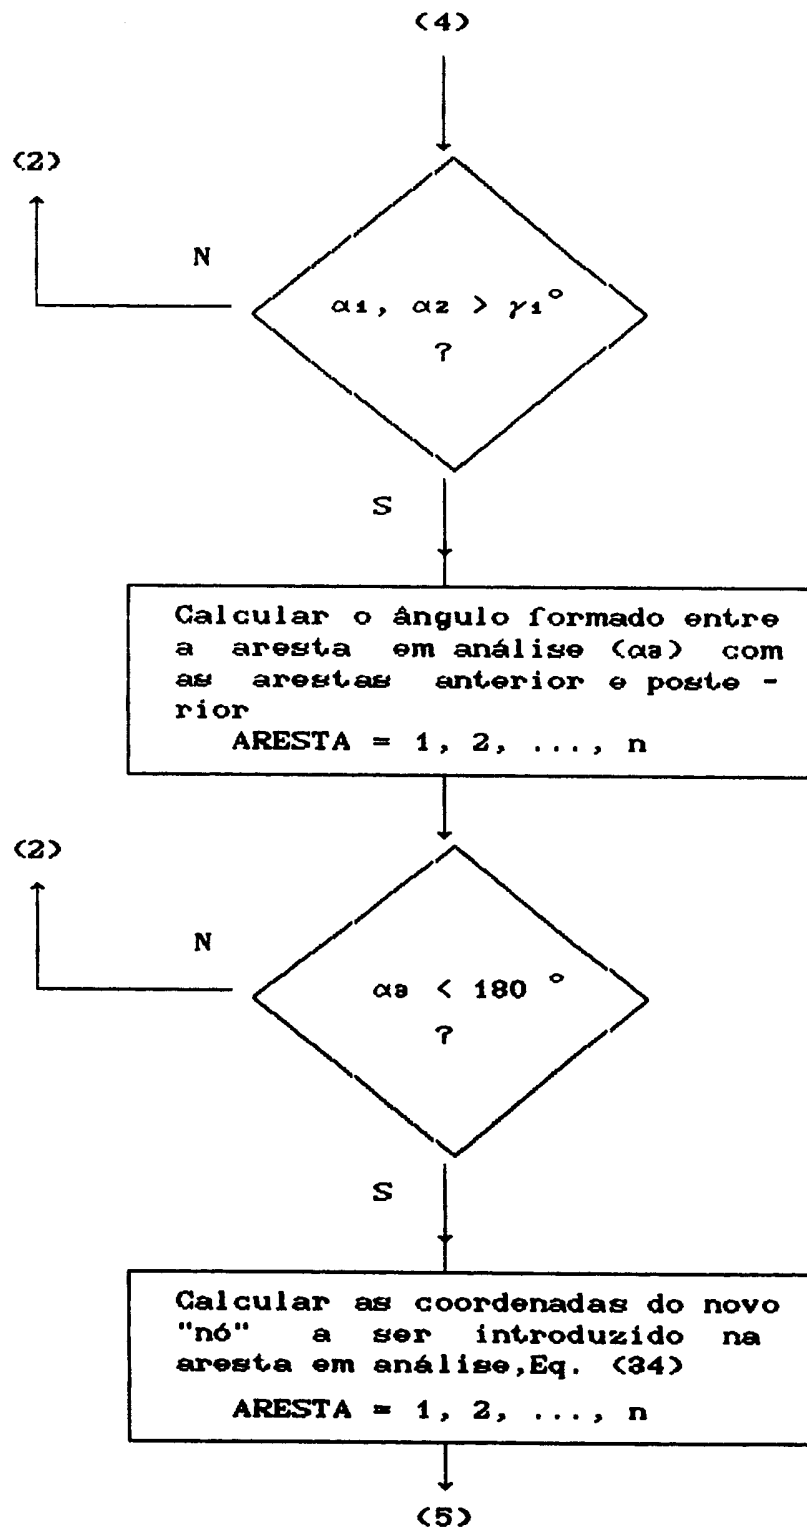 (4)
(2)
N
α1, α2 > γ1°
?
S
Calcular o ângulo formado entre
a aresta em análise (α3) com
as arestas anterior e poste -
rior
ARESTA = 1, 2, ..., n
(2)
N
α3 < 180 °
?
S
Calcular as coordenadas do novo
"nó" a ser introduzido na
aresta em análise,Eq. (34)
ARESTA = 1, 2, ..., n
(5)